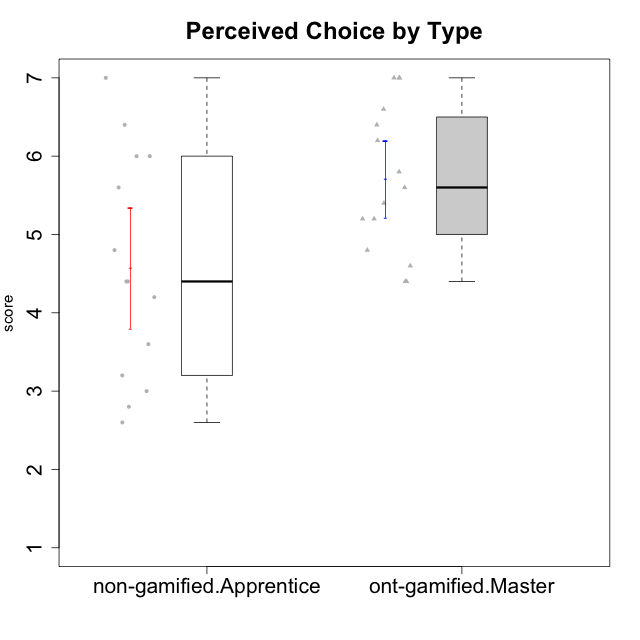 Perceived Choice by Type
score
7
6
5
4
3
2
1
non-gamified.Apprentice
ont-gamified.Master